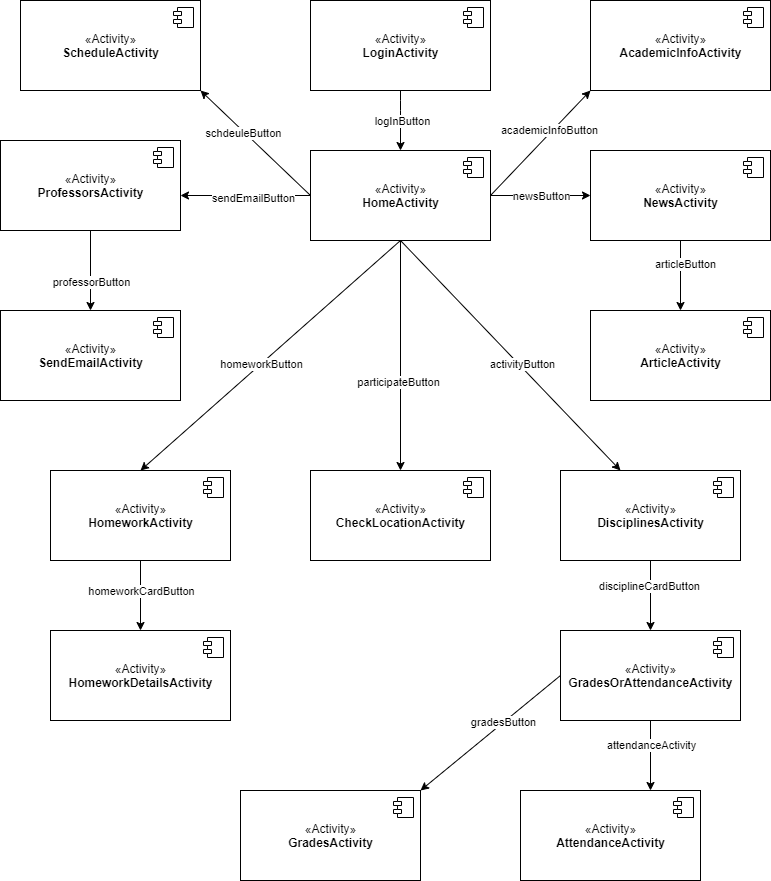 «Activity»
ScheduleActivity
«Activity»
LoginActivity
«Activity»
AcademicInfoActivity
schdeuleButton
logInButton
academicInfoButton
«Activity»
ProfessorsActivity
sendEmailButton
«Activity»
HomeActivity
newsButton
«Activity»
NewsActivity
professorButton
articleButton
«Activity»
SendEmailActivity
«Activity»
ArticleActivity
homeworkButton
participateButton
activityButton
«Activity»
HomeworkActivity
«Activity»
CheckLocationActivity
«Activity»
DisciplinesActivity
homeworkCardButton
disciplineCardButton
«Activity»
HomeworkDetailsActivity
«Activity»
GradesOrAttendanceActivity
gradesButton
attendanceActivity
«Activity»
GradesActivity
«Activity»
AttendanceActivity